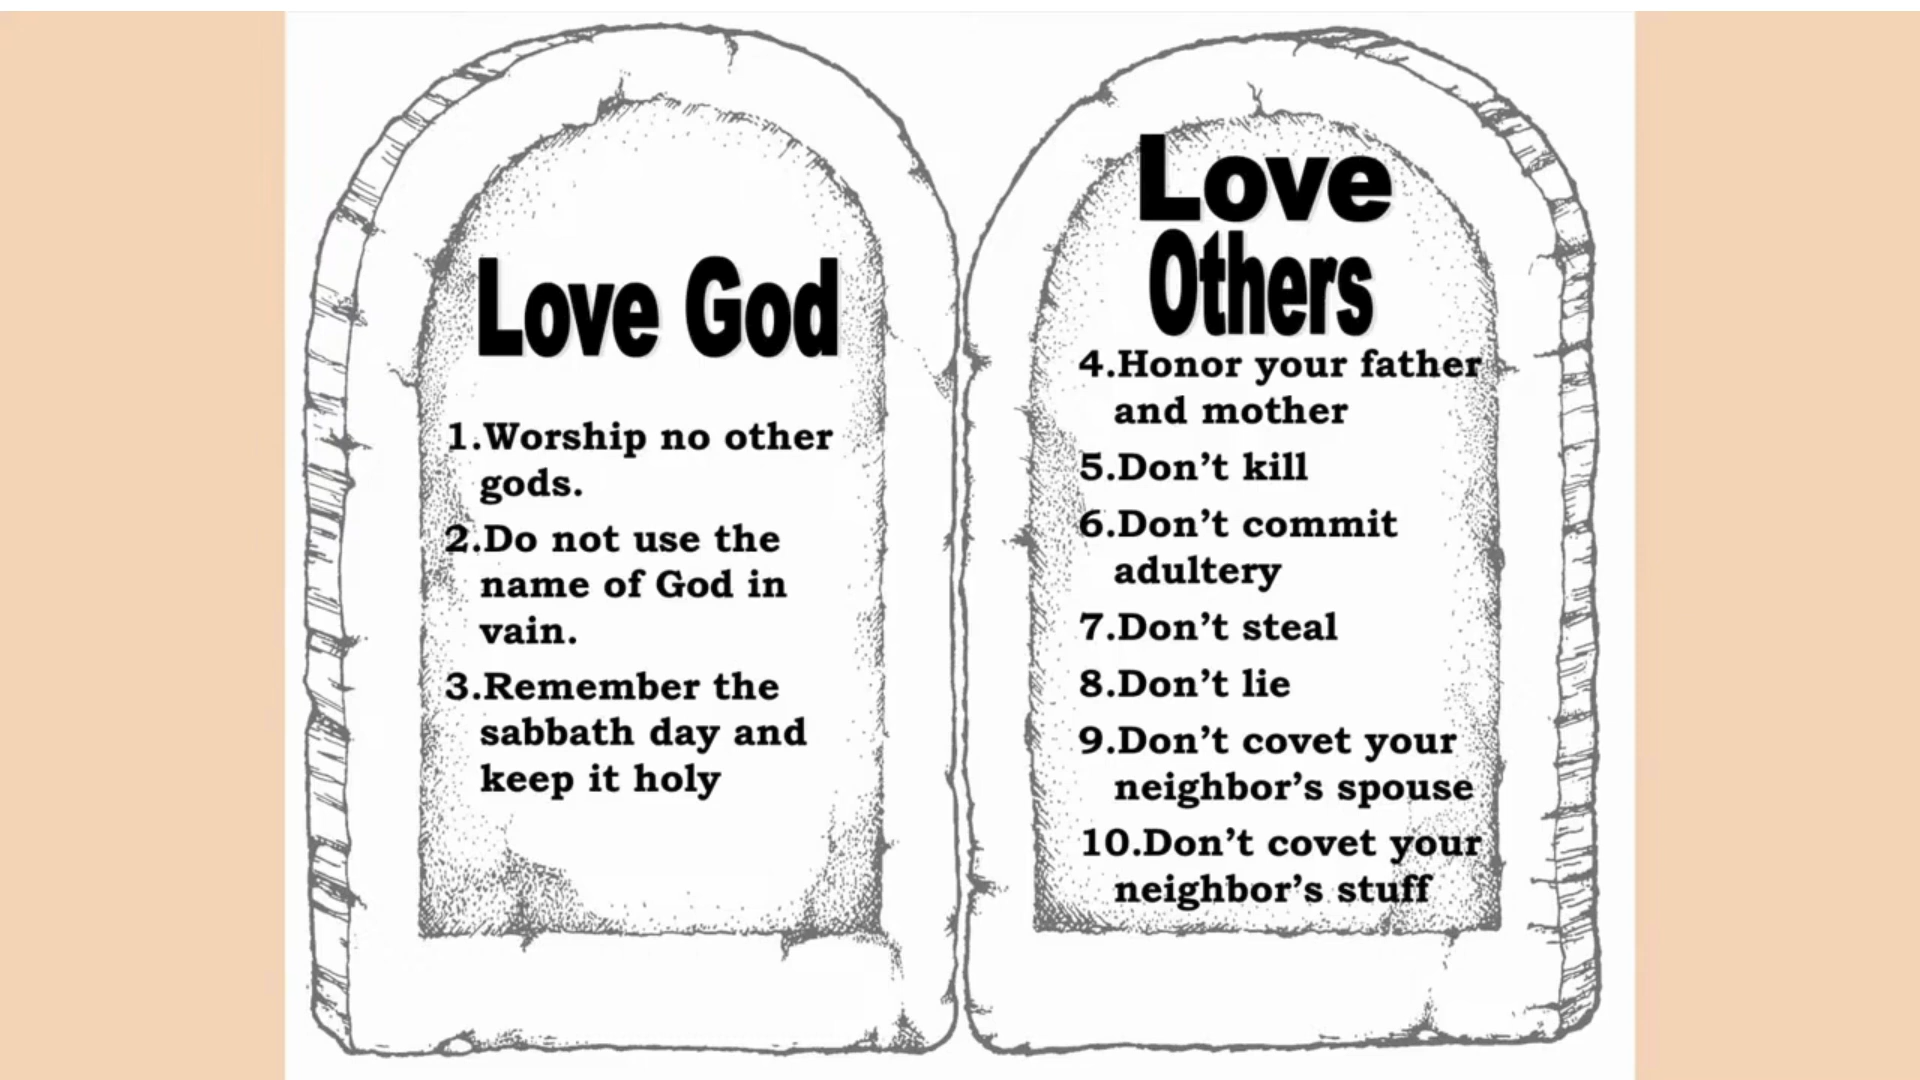 Love God
1.Worship no other
gods.
2.Do not use the
name of God in
vain.
3.Remember the
sabbath day and
keep it holy
Love
Others
4.Honor your father
and mother
5.Don’t kill
6.Don’t commit
adultery
7.Don’t steal
8.Don’t lie
9.Don’t covet your
neighbor’s spouse
10.Don’t covet your
neighbor’s stuff